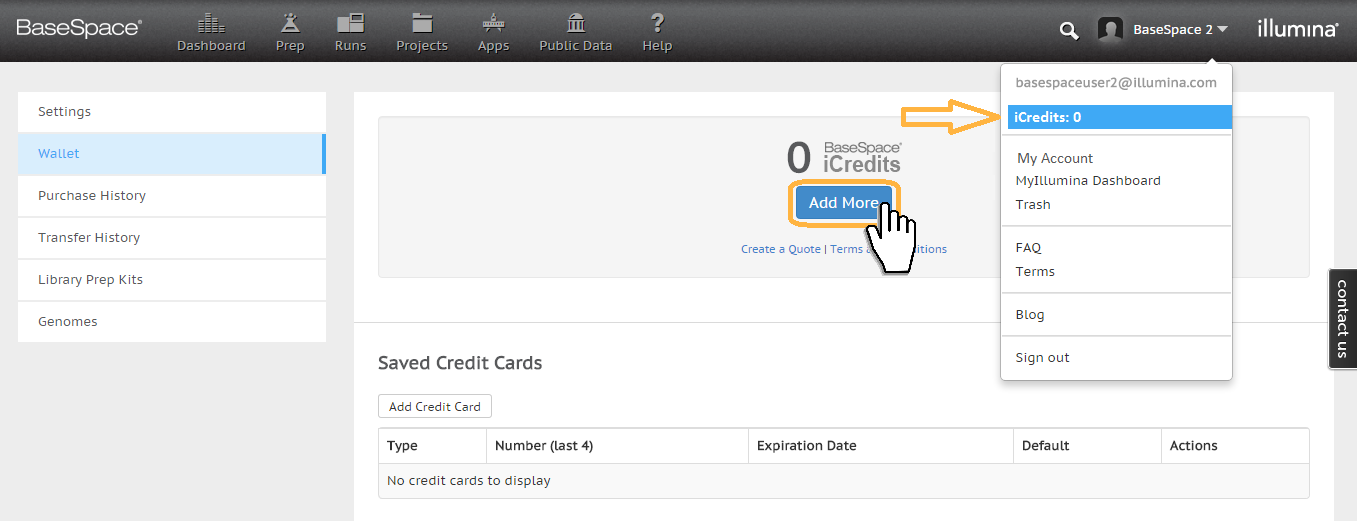 BaseSpace®
Dashboard
Prep
Runs
Projects
Apps
Public Data
Help
BaseSpace 2
illumina®
basespaceuser2@illumina.com
iCredits: 0
My Account
MyIllumina Dashboard
Trash
FAQ
Terms
Blog
Sign out
Settings
Wallet
Purchase History
Transfer History
Library Prep Kits
Genomes
0 BaseSpace®
iCredits
Add More
Create a Quote | Terms a itions
Saved Credit Cards
Add Credit Card
Type Number (last 4) Expiration Date Default Actions
No credit cards to display
contact us